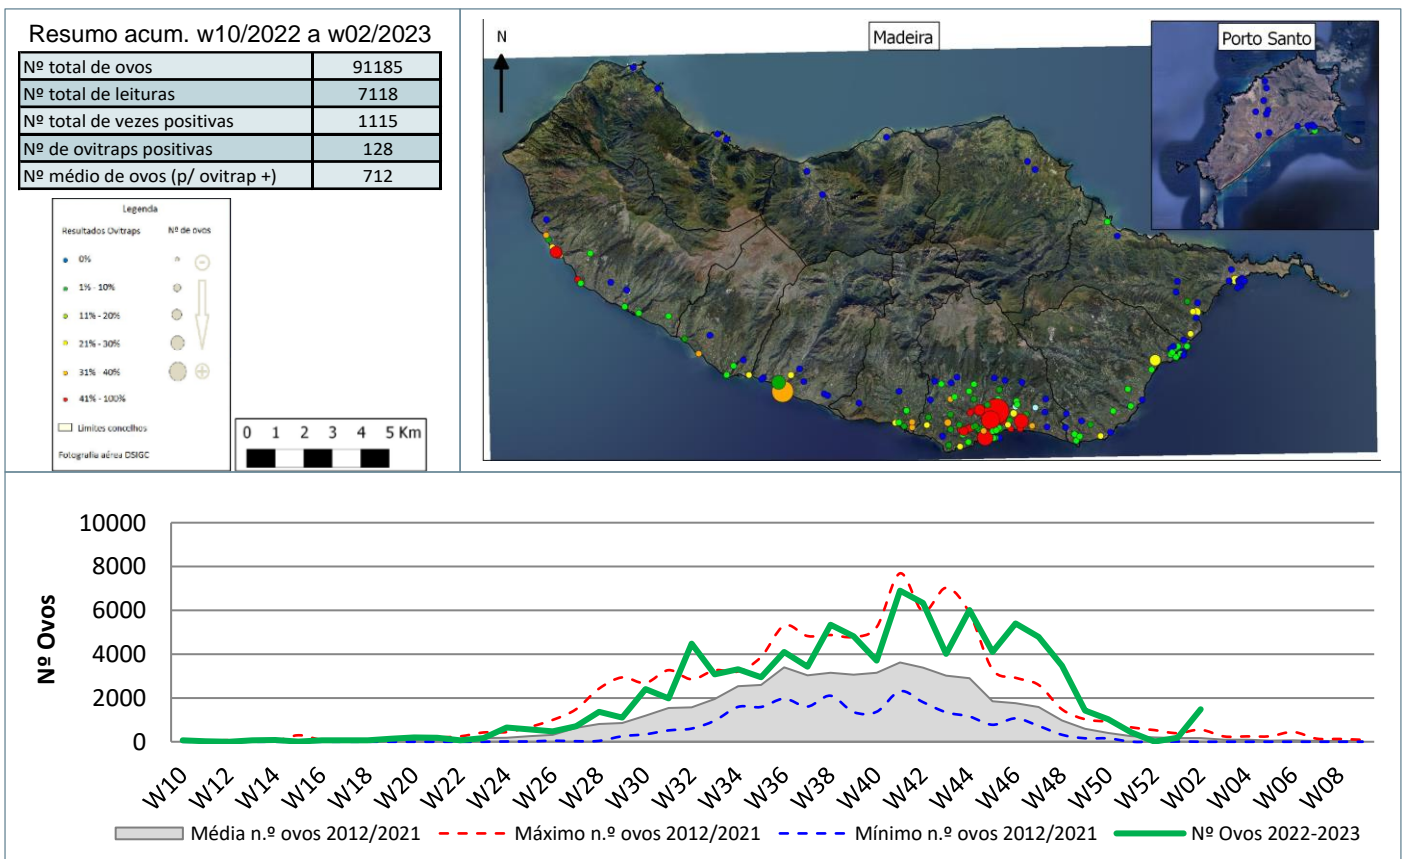 Resumo acum. w10/2022 a w02/2023
Nº total de ovos 91185
Nº total de leituras 7118
Nº total de vezes positivas 1115
Nº de ovitraps positivas 128
Nº médio de ovos (p/ ovitrap +) 712
Legenda
Resultados Ovitraps Nº de ovos
0%
1% - 10%
11% - 20%
21% - 30%
31% - 40%
41% - 100%
Limites concelhos
Fotografia aérea DSIGC
0 1 2 3 4 5 Km
N
Madeira
Porto Santo
Nº Ovos
10000
8000
6000
4000
2000
0
W10 W12 W14 W16 W18 W20 W22 W24 W26 W28 W30 W32 W34 W36 W38 W40 W42 W44 W46 W48 W50 W52 W02 W04 W06 W08
Média n.º ovos 2012/2021 Máximo n.º ovos 2012/2021 Mínimo n.º ovos 2012/2021 Nº Ovos 2022-2023